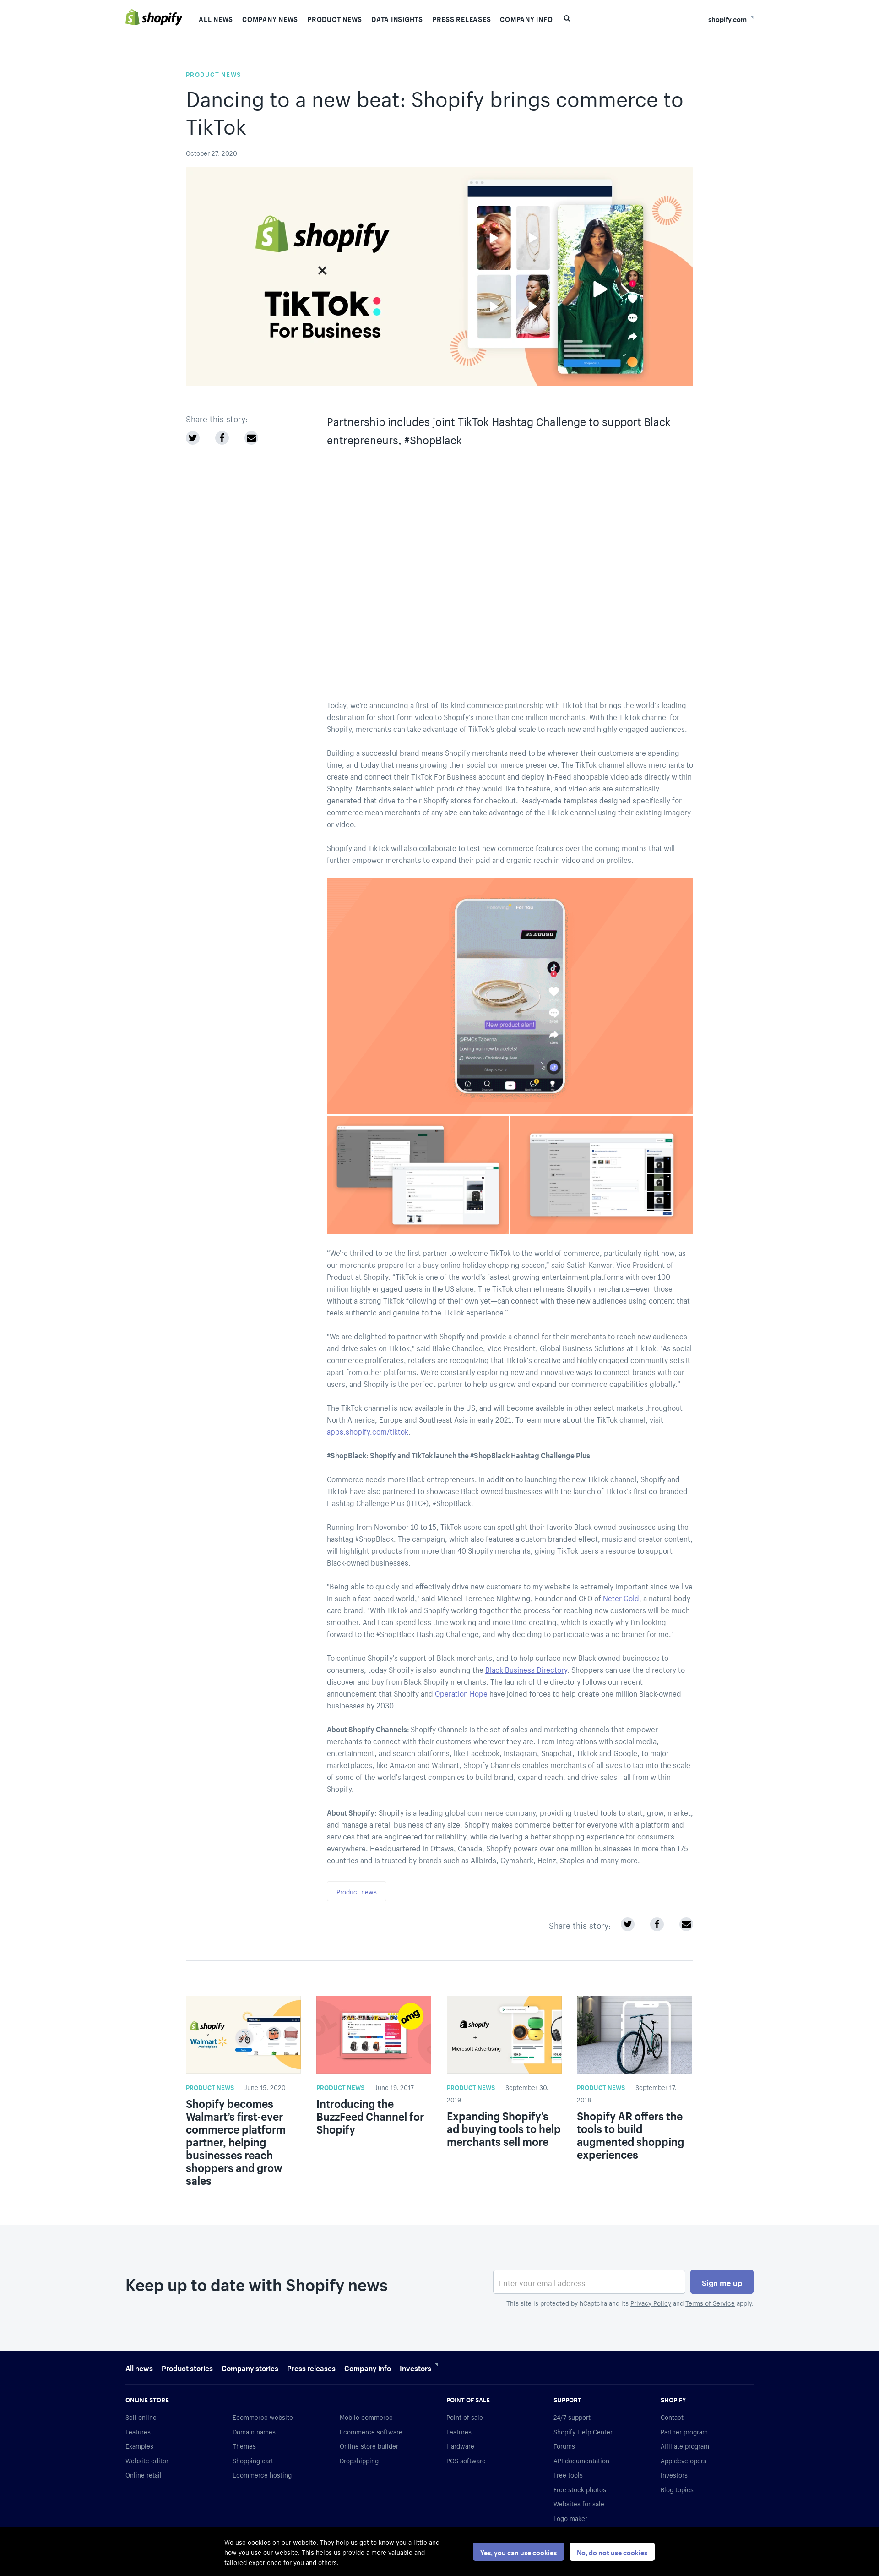 shopify
ALL NEWS
COMPANY NEWS
PRODUCT NEWS
DATA INSIGHTS
PRESS RELEASES
COMPANY INFO
shopify.com
PRODUCT NEWS
Dancing to a new beat: Shopify brings commerce to
TikTok
October 27, 2020
shopify
×
TikTok:
For Business
Share this story:
Partnership includes joint TikTok Hashtag Challenge to support Black
entrepreneurs, #ShopBlack
Today, we're announcing a first-of-its-kind commerce partnership with TikTok that brings the world's leading
destination for short form video to Shopify's more than one million merchants. With the TikTok channel for
Shopify, merchants can take advantage of TikTok's global scale to reach new and highly engaged audiences.
Building a successful brand means Shopify merchants need to be wherever their customers are spending
time, and today that means growing their social commerce presence. The TikTok channel allows merchants to
create and connect their TikTok For Business account and deploy In-Feed shoppable video ads directly within
Shopify. Merchants select which product they would like to feature, and video ads are automatically
generated that drive to their Shopify stores for checkout. Ready-made templates designed specifically for
commerce mean merchants of any size can take advantage of the TikTok channel using their existing imagery
or video.
Shopify and TikTok will also collaborate to test new commerce features over the coming months that will
further empower merchants to expand their paid and organic reach in video and on profiles.
Following For You
35.00USD
New product alert!
@EMCs Taberna
Loving our new bracelets!
Shop Now >
"We're thrilled to be the first partner to welcome TikTok to the world of commerce, particularly right now, as
our merchants prepare for a busy online holiday shopping season," said Satish Kanwar, Vice President of
Product at Shopify. "TikTok is one of the world's fastest growing entertainment platforms with over 100
million highly engaged users in the US alone. The TikTok channel means Shopify merchants—even those
without a strong TikTok following of their own yet—can connect with these new audiences using content that
feels authentic and genuine to the TikTok experience."
"We are delighted to partner with Shopify and provide a channel for their merchants to reach new audiences
and drive sales on TikTok," said Blake Chandlee, Vice President, Global Business Solutions at TikTok. "As social
commerce proliferates, retailers are recognizing that TikTok's creative and highly engaged community sets it
apart from other platforms. We're constantly exploring new and innovative ways to connect brands with our
users, and Shopify is the perfect partner to help us grow and expand our commerce capabilities globally."
The TikTok channel is now available in the US, and will become available in other select markets throughout
North America, Europe and Southeast Asia in early 2021. To learn more about the TikTok channel, visit
apps.shopify.com/tiktok.
#ShopBlack: Shopify and TikTok launch the #ShopBlack Hashtag Challenge Plus
Commerce needs more Black entrepreneurs. In addition to launching the new TikTok channel, Shopify and
TikTok have also partnered to showcase Black-owned businesses with the launch of TikTok's first co-branded
Hashtag Challenge Plus (HTC+), #ShopBlack.
Running from November 10 to 15, TikTok users can spotlight their favorite Black-owned businesses using the
hashtag #ShopBlack. The campaign, which also features a custom branded effect, music and creator content,
will highlight products from more than 40 Shopify merchants, giving TikTok users a resource to support
Black-owned businesses.
"Being able to quickly and effectively drive new customers to my website is extremely important since we live
in such a fast-paced world," said Michael Terrence Nightwing, Founder and CEO of Neter Gold, a natural body
care brand. "With TikTok and Shopify working together the process for reaching new customers will be much
smoother. And I can spend less time working and more time creating, which is exactly why I'm looking
forward to the #ShopBlack Hashtag Challenge, and why deciding to participate was a no brainer for me."
To continue Shopify's support of Black merchants, and to help surface new Black-owned businesses to
consumers, today Shopify is also launching the Black Business Directory. Shoppers can use the directory to
discover and buy from Black Shopify merchants. The launch of the directory follows our recent
announcement that Shopify and Operation Hope have joined forces to help create one million Black-owned
businesses by 2030.
About Shopify Channels: Shopify Channels is the set of sales and marketing channels that empower
merchants to connect with their customers wherever they are. From integrations with social media,
entertainment, and search platforms, like Facebook, Instagram, Snapchat, TikTok and Google, to major
marketplaces, like Amazon and Walmart, Shopify Channels enables merchants of all sizes to tap into the scale
of some of the world's largest companies to build brand, expand reach, and drive sales—all from within
Shopify.
About Shopify: Shopify is a leading global commerce company, providing trusted tools to start, grow, market,
and manage a retail business of any size. Shopify makes commerce better for everyone with a platform and
services that are engineered for reliability, while delivering a better shopping experience for consumers
everywhere. Headquartered in Ottawa, Canada, Shopify powers over one million businesses in more than 175
countries and is trusted by brands such as Allbirds, Gymshark, Heinz, Staples and many more.
Product news
Share this story:
shopify
+
Walmart
Marketplace
omg
shopify
+
Microsoft Advertising
PRODUCT NEWS — June 15, 2020
Shopify becomes
Walmart's first-ever
commerce platform
partner, helping
businesses reach
shoppers and grow
sales
PRODUCT NEWS — June 19, 2017
Introducing the
BuzzFeed Channel for
Shopify
PRODUCT NEWS — September 30,
2019
Expanding Shopify's
ad buying tools to help
merchants sell more
PRODUCT NEWS — September 17,
2018
Shopify AR offers the
tools to build
augmented shopping
experiences
Keep up to date with Shopify news
Enter your email address
Sign me up
This site is protected by hCaptcha and its Privacy Policy and Terms of Service apply.
All news
Product stories
Company stories
Press releases
Company info
Investors
ONLINE STORE
Sell online
Features
Examples
Website editor
Online retail
Ecommerce website
Domain names
Themes
Shopping cart
Ecommerce hosting
Mobile commerce
Ecommerce software
Online store builder
Dropshipping
POINT OF SALE
Point of sale
Features
Hardware
POS software
SUPPORT
24/7 support
Shopify Help Center
Forums
API documentation
Free tools
Free stock photos
Websites for sale
Logo maker
SHOPIFY
Contact
Partner program
Affiliate program
App developers
Investors
Blog topics
We use cookies on our website. They help us get to know you a little and
how you use our website. This helps us provide a more valuable and
tailored experience for you and others.
Yes, you can use cookies
No, do not use cookies